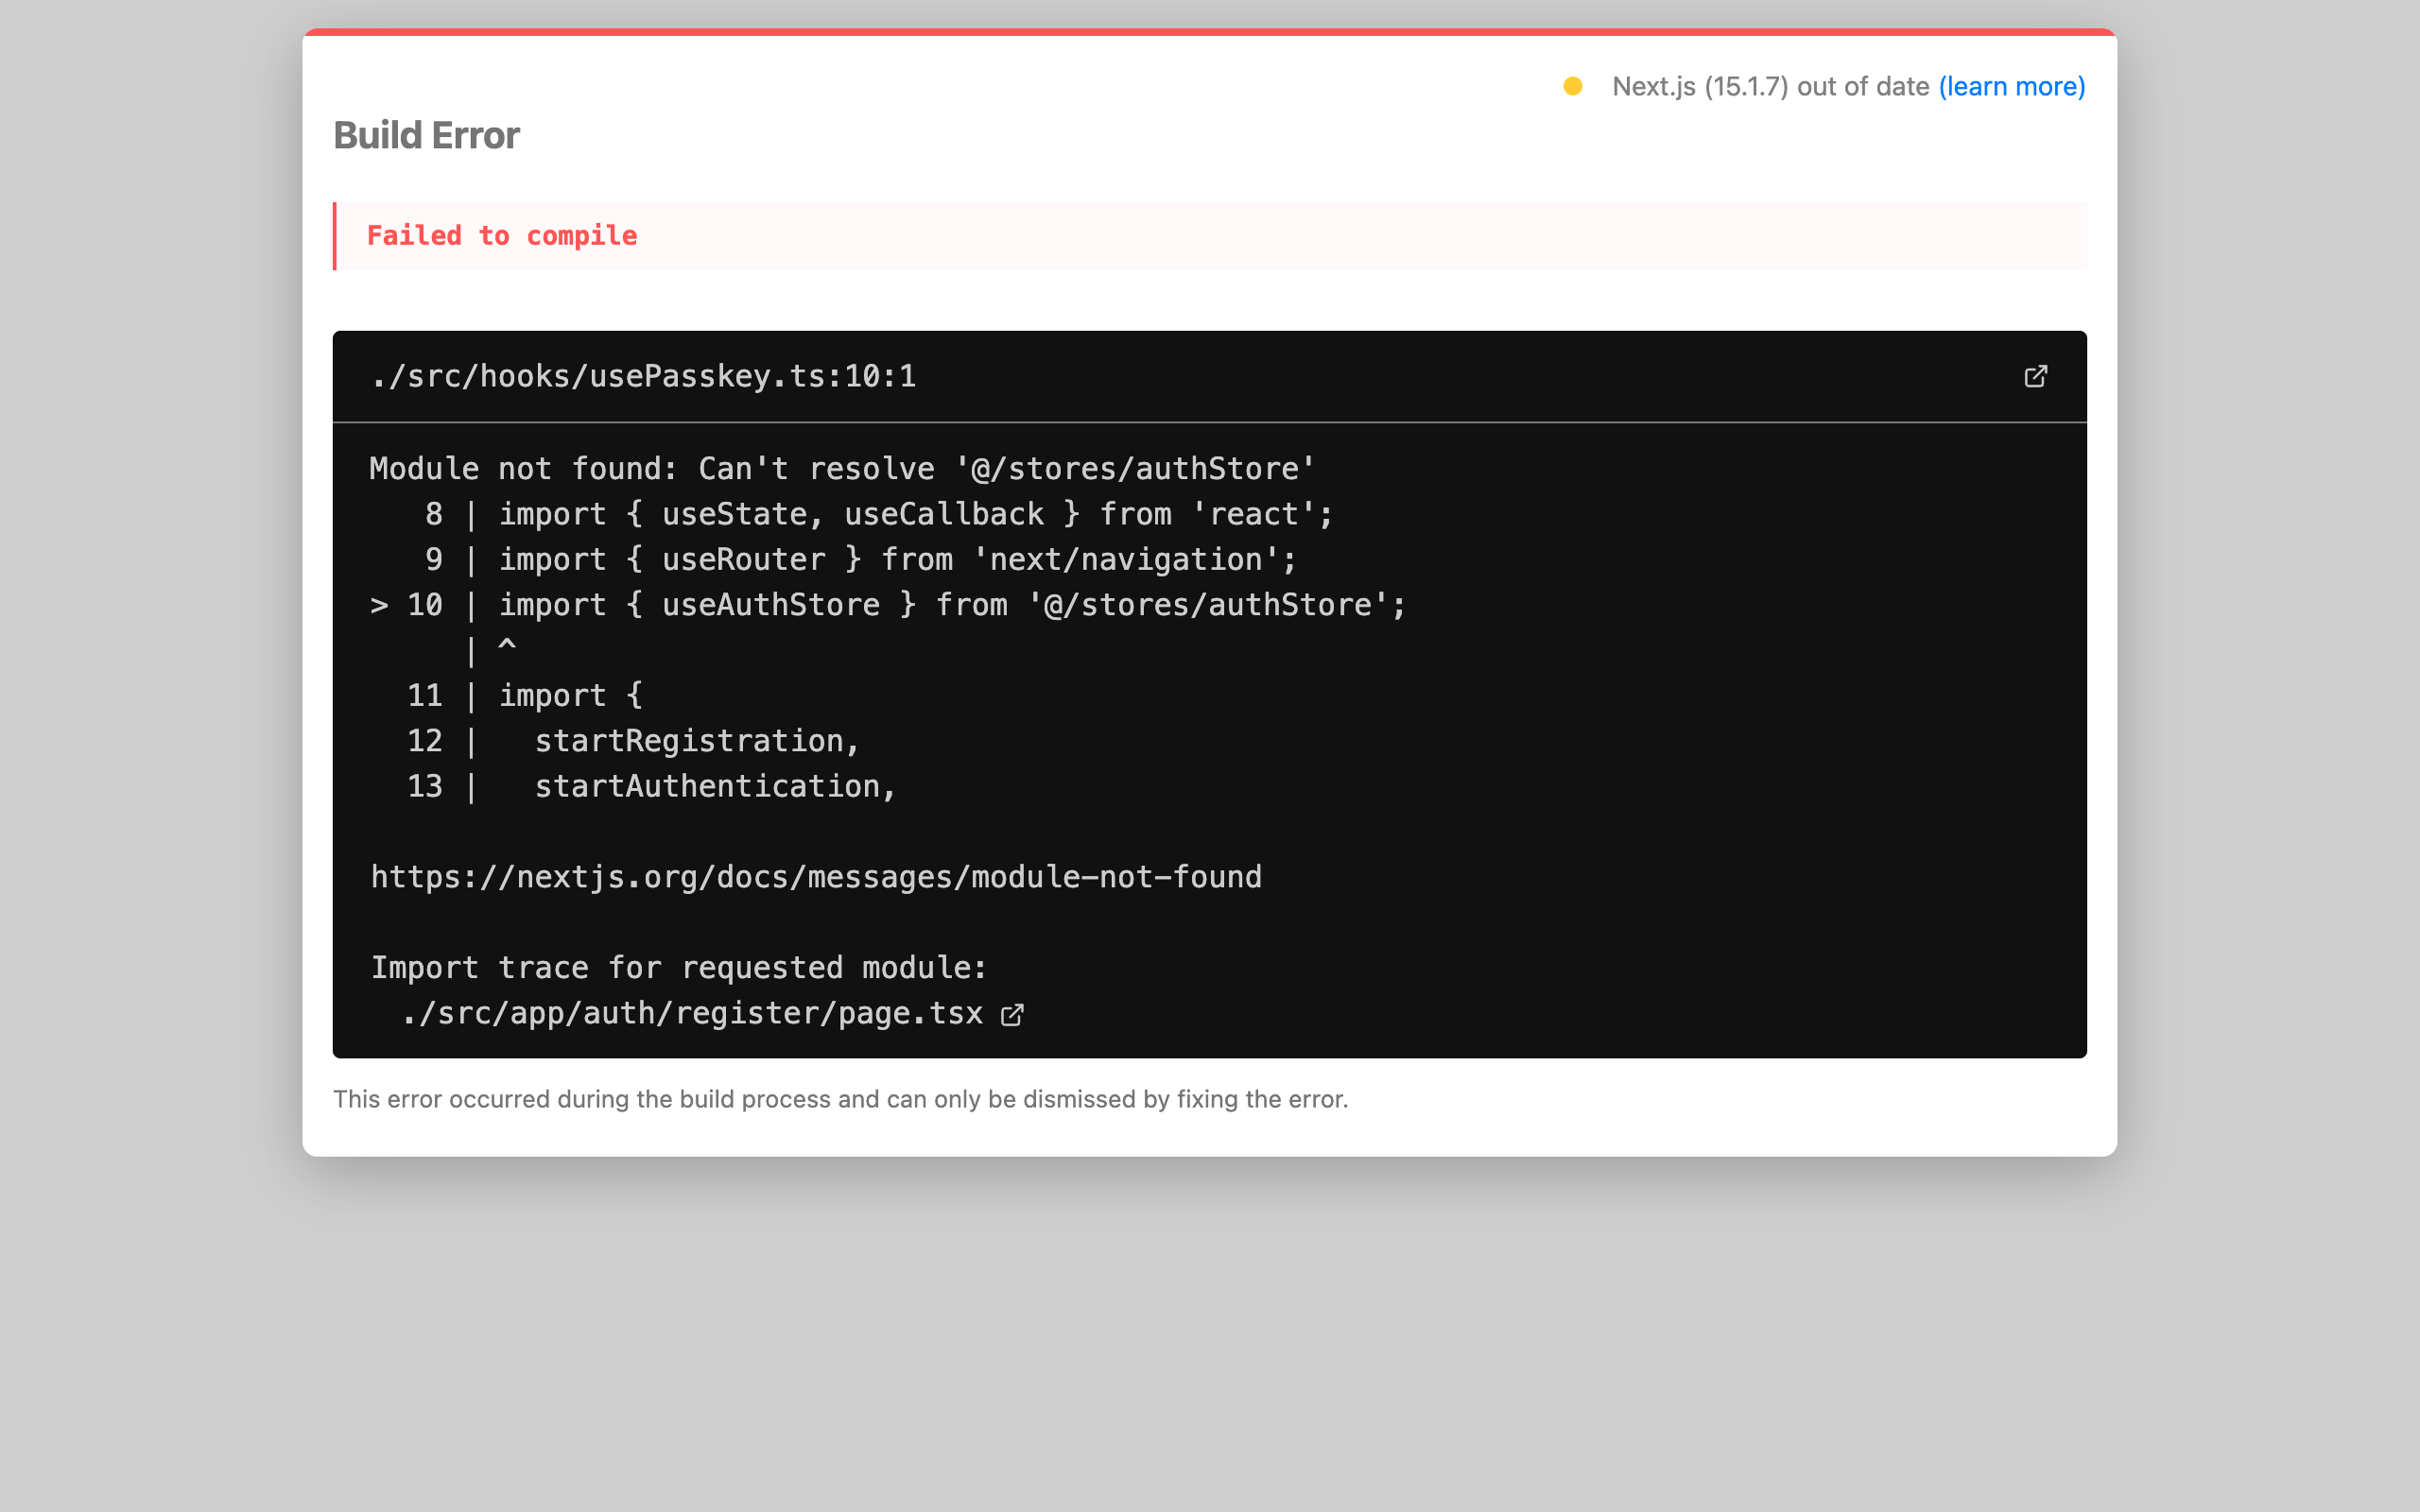 Next.js (15.1.7) out of date (learn more)
Build Error
Failed to compile
./src/hooks/usePasskey.ts:10:1
Module not found: Can't resolve '@/stores/authStore'
   8 | import { useState, useCallback } from 'react';
   9 | import { useRouter } from 'next/navigation';
> 10 | import { useAuthStore } from '@/stores/authStore';
     | ^
  11 | import {
  12 |   startRegistration,
  13 |   startAuthentication,
https://nextjs.org/docs/messages/module-not-found
Import trace for requested module:
  ./src/app/auth/register/page.tsx
This error occurred during the build process and can only be dismissed by fixing the error.